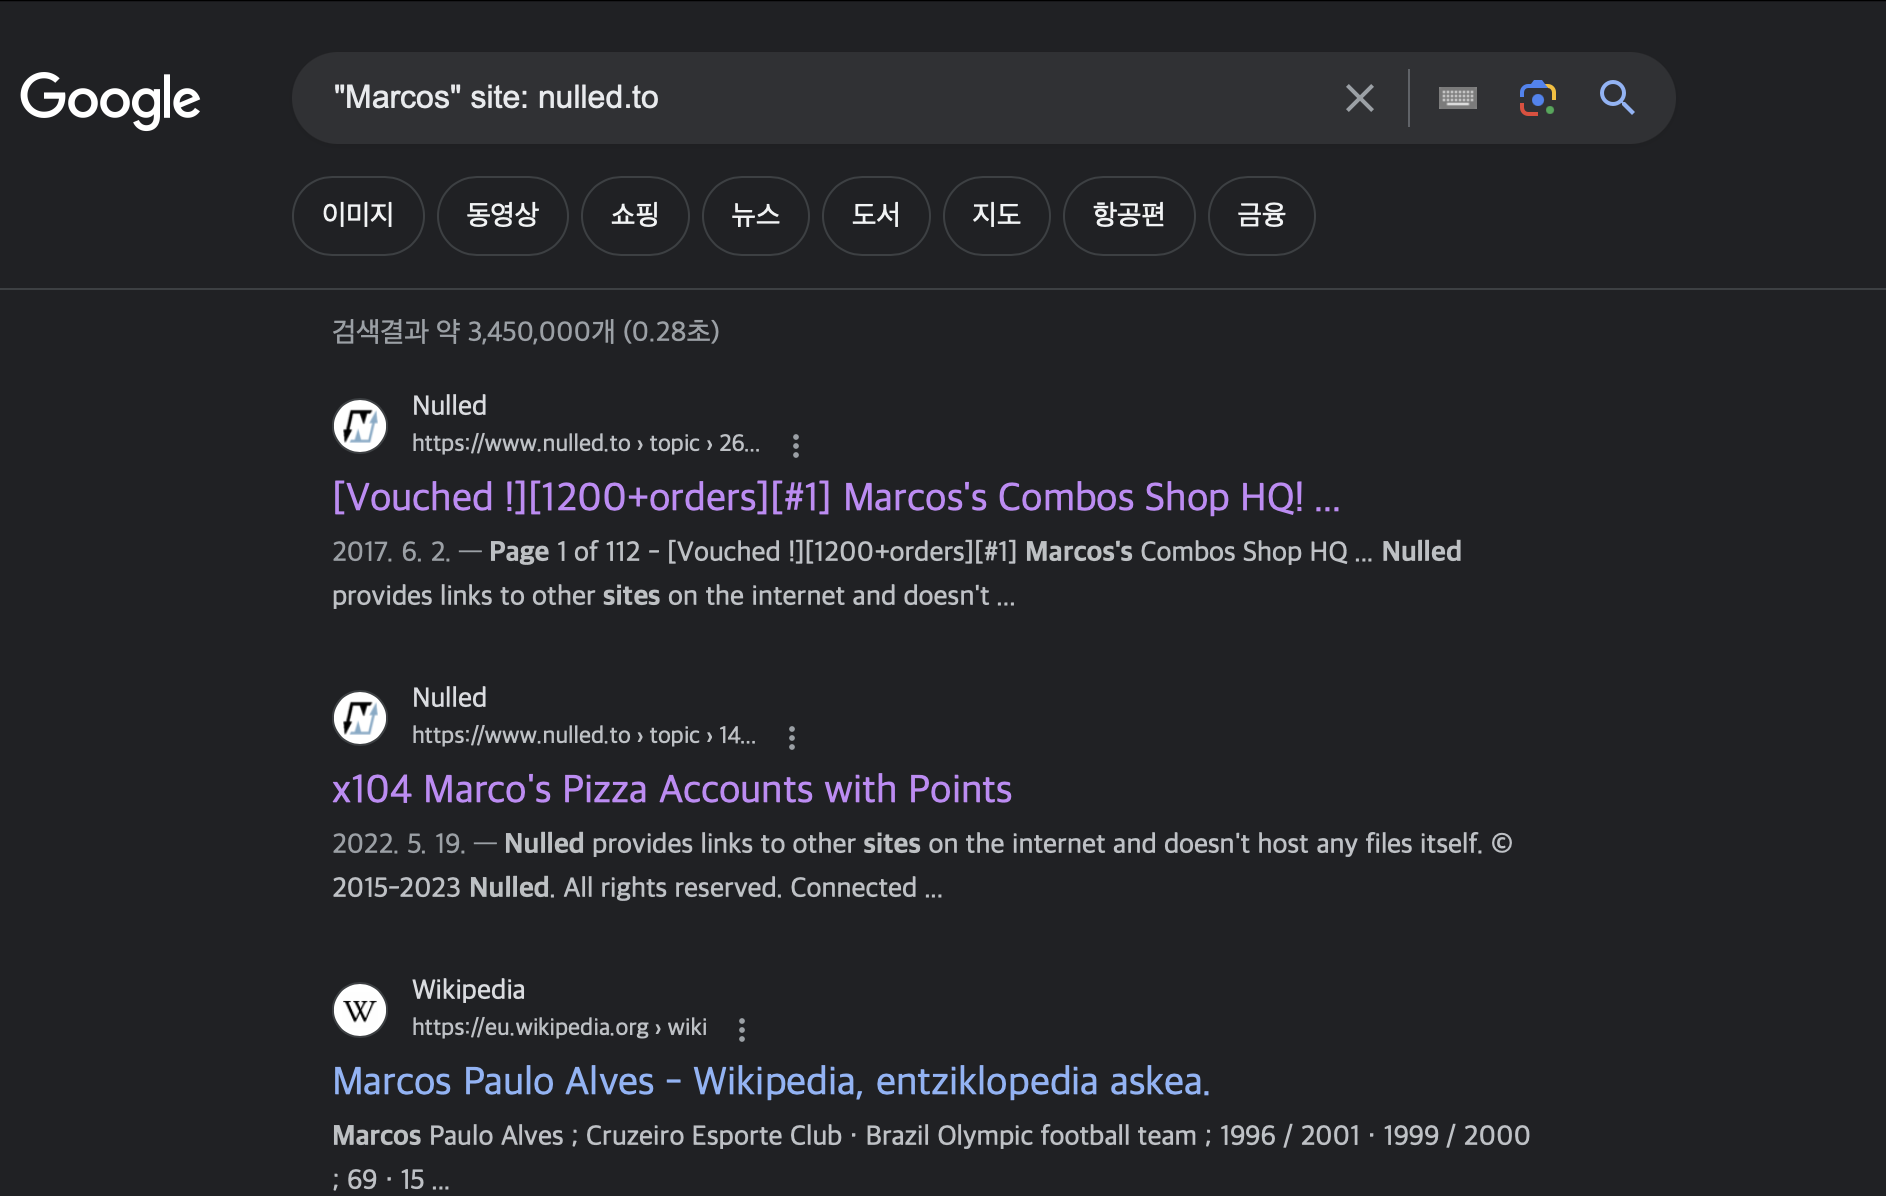 Google
"Marcos" site: nulled.to
이미지 동영상 쇼핑 뉴스 도서 지도 항공편 금융
검색결과 약 3,450,000개 (0.28초)
Nulled
https://www.nulled.to › topic › 26...
[Vouched !][1200+orders][#1] Marcos's Combos Shop HQ! ...
2017. 6. 2. — Page 1 of 112 - [Vouched !][1200+orders][#1] Marcos's Combos Shop HQ ... Nulled
provides links to other sites on the internet and doesn't ...
Nulled
https://www.nulled.to › topic › 14...
x104 Marco's Pizza Accounts with Points
2022. 5. 19. — Nulled provides links to other sites on the internet and doesn't host any files itself. ©
2015-2023 Nulled. All rights reserved. Connected ...
W
Wikipedia
https://eu.wikipedia.org › wiki
Marcos Paulo Alves - Wikipedia, entziklopedia askea.
Marcos Paulo Alves ; Cruzeiro Esporte Club · Brazil Olympic football team ; 1996 / 2001 · 1999 / 2000
; 69 · 15 ...